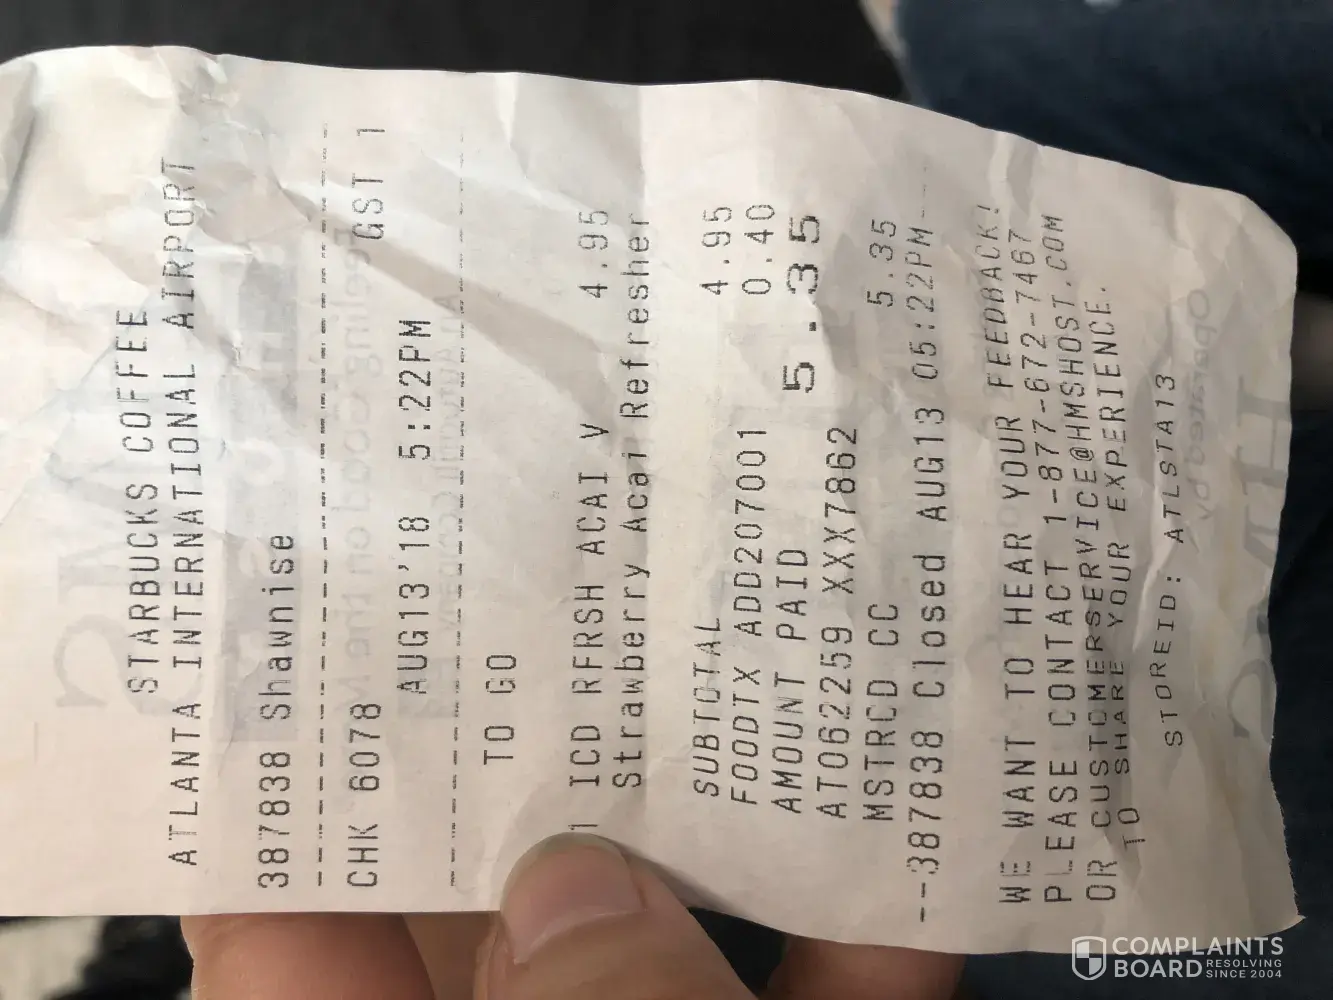 STARBUCKS COFFEE
ATLANTA INTERNATIONAL AIRPORT
387838 Shawnise
CHK 6078 GST 1
AUG13'18 5:22PM
TO GO
1 ICD RFRSH ACAI V 4.95
Strawberry Acai Refresher
SUBTOTAL 4.95
FOODTX ADD207001 0.40
AMOUNT PAID 5.35
AT062259 XXXX7862
MSTRCD CC 5.35
--387838 Closed AUG13 05:22PM---
WE WANT TO HEAR YOUR FEEDBACK!
PLEASE CONTACT 1-877-672-7467
OR CUSTOMERSERVICE@HMSHOST.COM
TO SHARE YOUR EXPERIENCE.
STOREID: ATLSTA13
COMPLAINTS
BOARD RESOLVING
SINCE 2004